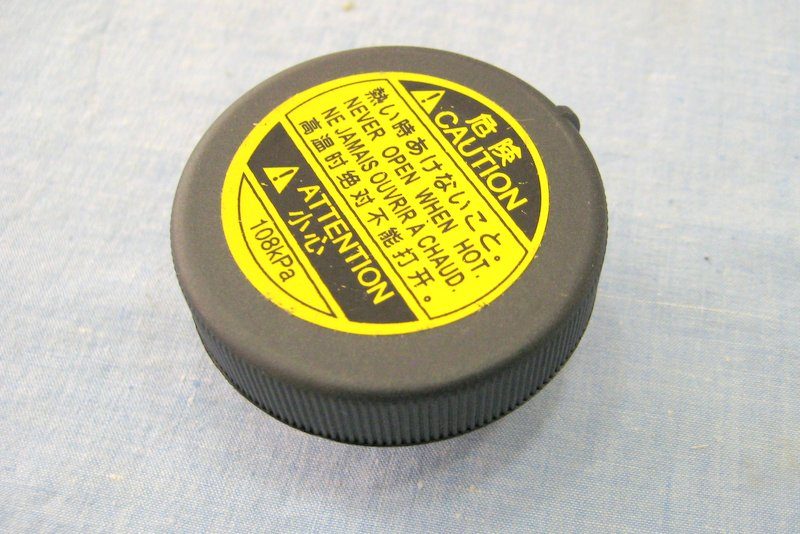 危険
⚠ CAUTION
熱い時あけないこと。
NEVER OPEN WHEN HOT.
NE JAMAIS OUVRIR À CHAUD.
高温时绝对不能打开。
⚠ ATTENTION
小心
108kPa